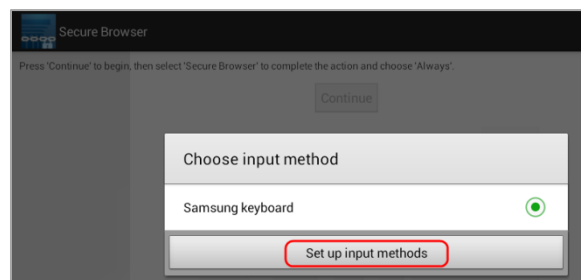 Secure Browser
Press 'Continue' to begin, then select 'Secure Browser' to complete the action and choose 'Always'.
Continue
Choose input method
Samsung keyboard
Set up input methods